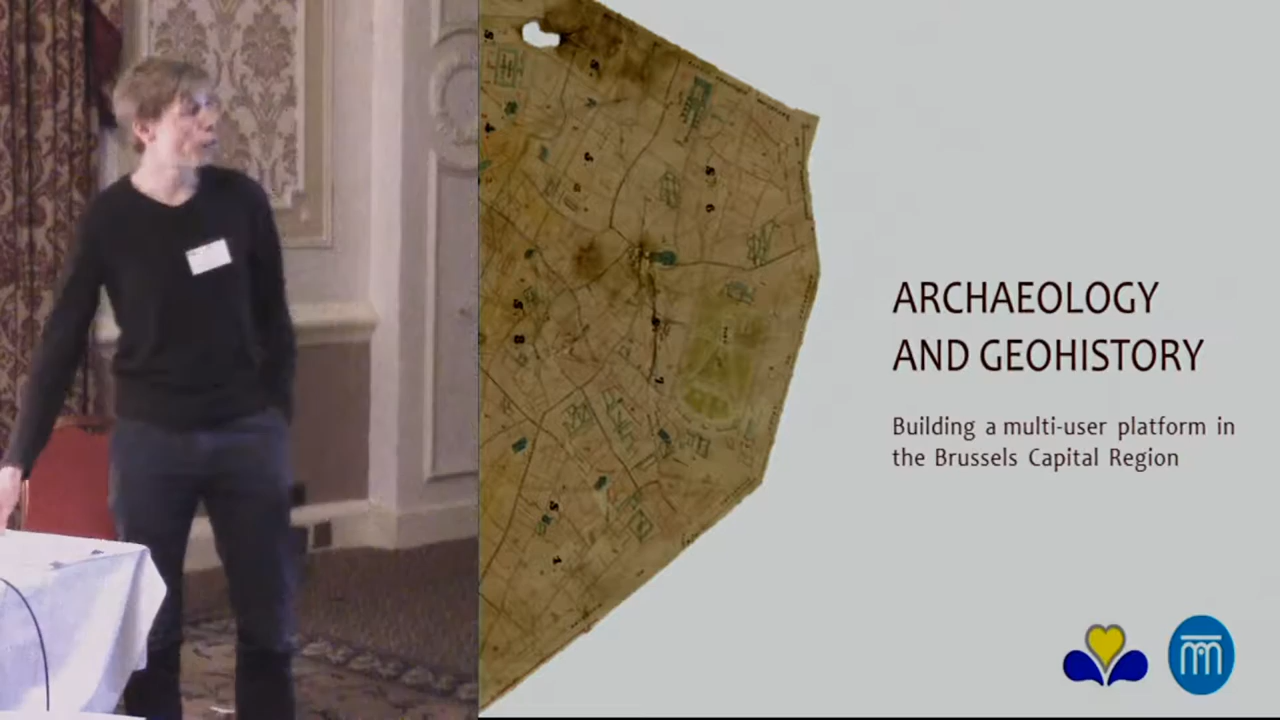 ARCHAEOLOGY
AND GEOHISTORY
Building a multi-user platform in
the Brussels Capital Region